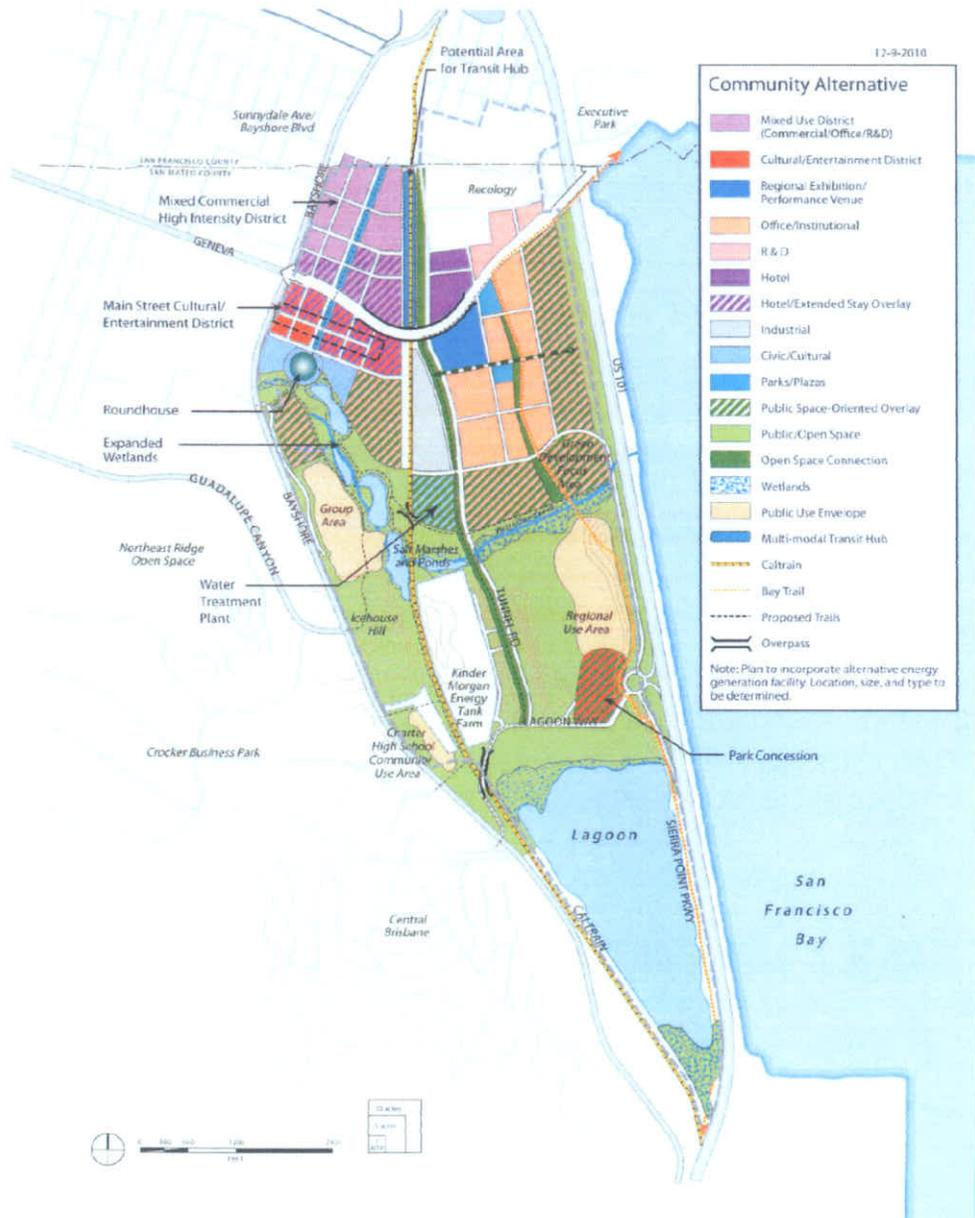 12-9-2010
Potential Area
for Transit Hub
Sunnydale Ave/
Bayshore Blvd
Executive
Park
SAN FRANCISCO COUNTY
SAN MATEO COUNTY
BAYSHORE
Recology
Mixed Commercial
High Intensity District
GENEVA
Main Street Cultural/
Entertainment District
US 101
Roundhouse
Expanded
Wetlands
GUADALUPE CANYON
BAYSHORE
Group
Area
Development
Focus
Area
Northeast Ridge
Open Space
Salt Marshes
and Ponds
Water
Treatment
Plant
Icehouse
Hill
TUNNEL RD
Regional
Use Area
Kinder
Morgan
Energy
Tank
Farm
LAGOON WAY
Charter
High School
Community
Use Area
Crocker Business Park
Park Concession
Lagoon
SIERRA POINT PKWY
San
Francisco
Bay
Central
Brisbane
CALTRAIN
Community Alternative
Mixed Use District
(Commercial/Office/R&D)
Cultural/Entertainment District
Regional Exhibition/
Performance Venue
Office/Institutional
R & D
Hotel
Hotel/Extended Stay Overlay
Industrial
Civic/Cultural
Parks/Plazas
Public Space-Oriented Overlay
Public/Open Space
Open Space Connection
Wetlands
Public Use Envelope
Multi-modal Transit Hub
Caltrain
Bay Trail
Proposed Trails
Overpass
Note: Plan to incorporate alternative energy
generation facility. Location, size, and type to
be determined.
0
1200
FEET